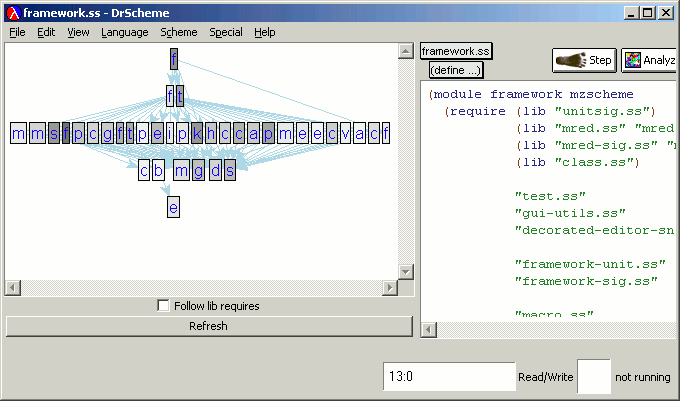 framework.ss - DrScheme
File Edit View Language Scheme Special Help
f
f t
m m s f p c g f t p e i p k h c c a p m e e c v a c f
c b m g d s
e
Follow lib requires
Refresh
framework.ss
(define ...)
Step
Analyz
(module framework mzscheme
(require (lib "unitsig.ss")
(lib "mred.ss" "mred
(lib "mred-sig.ss" "m
(lib "class.ss")
"test.ss"
"gui-utils.ss"
"decorated-editor-sn
"framework-unit.ss"
"framework-sig.ss"
"macro.ss"
13:0
Read/Write
not running